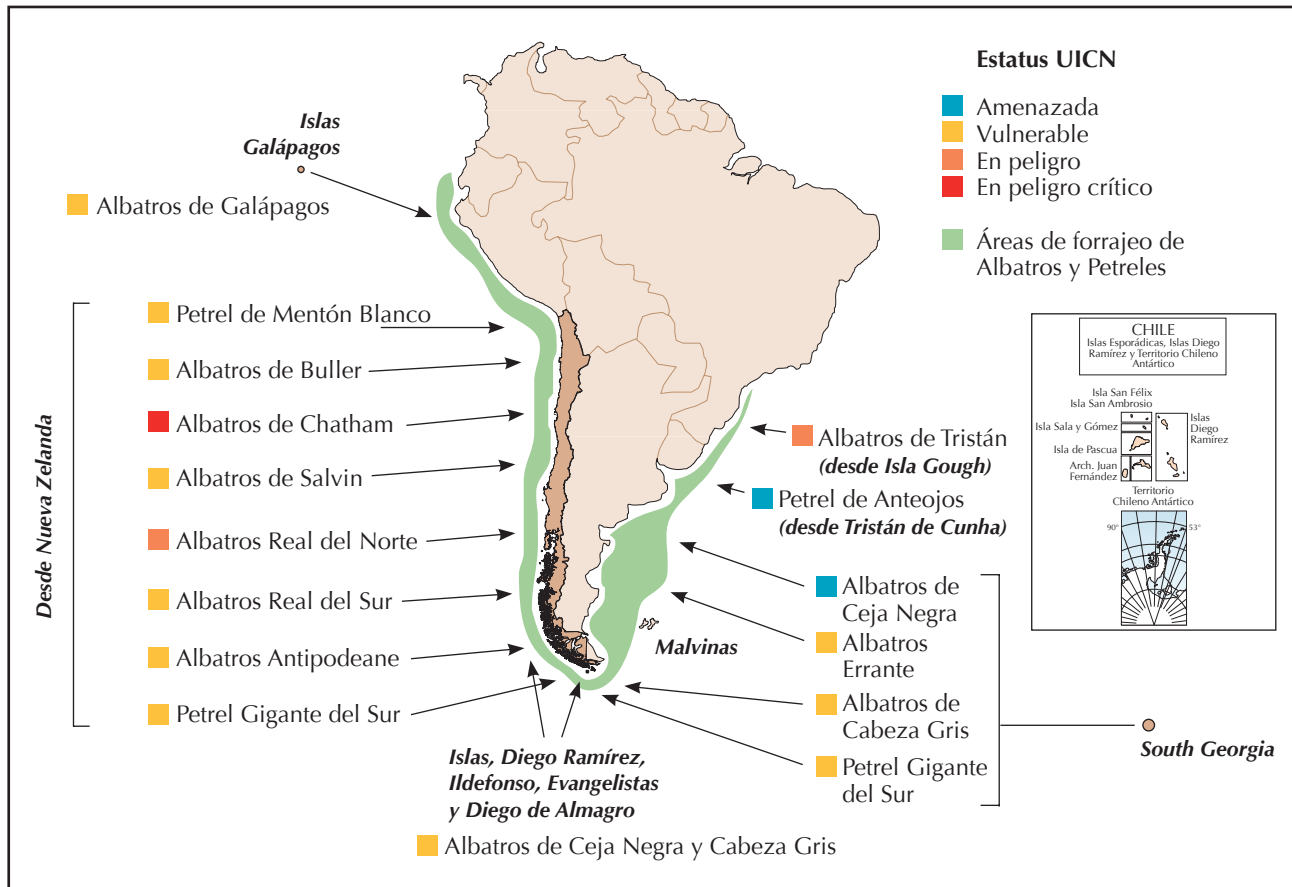 Estatus UICN
Amenazada
Vulnerable
En peligro
En peligro crítico
Áreas de forrajeo de
Albatros y Petreles
Islas
Galápagos
Albatros de Galápagos
Desde Nueva Zelanda
Petrel de Mentón Blanco
Albatros de Buller
Albatros de Chatham
Albatros de Salvin
Albatros Real del Norte
Albatros Real del Sur
Albatros Antipodeane
Petrel Gigante del Sur
Islas, Diego Ramírez,
Ildefonso, Evangelistas
y Diego de Almagro
Albatros de Ceja Negra y Cabeza Gris
Albatros de Tristán
(desde Isla Gough)
Petrel de Anteojos
(desde Tristán de Cunha)
Albatros de
Ceja Negra
Malvinas
Albatros
Errante
Albatros de
Cabeza Gris
Petrel Gigante
del Sur
South Georgia
CHILE
Islas Esporádicas, Islas Diego
Ramírez y Territorio Chileno
Antártico
Isla San Félix
Isla San Ambrosio
Isla Sala y Gómez
Isla de Pascua
Arch. Juan
Fernández
Islas
Diego
Ramírez
Territorio
Chileno Antártico
90°
53°